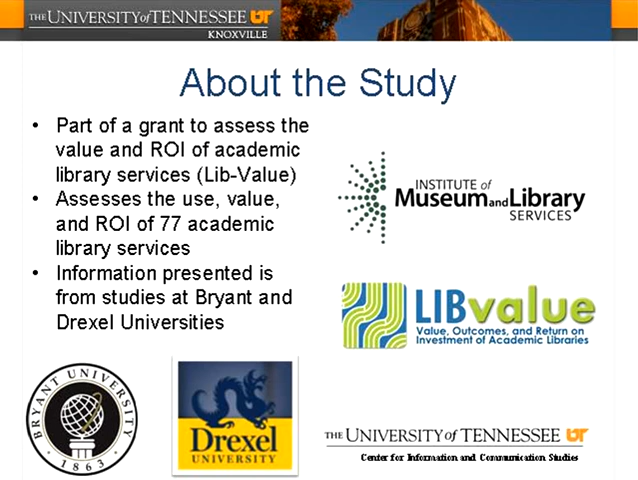 THE UNIVERSITY of TENNESSEE UT
KNOXVILLE
About the Study
• Part of a grant to assess the
value and ROI of academic
library services (Lib-Value)
• Assesses the use, value,
and ROI of 77 academic
library services
• Information presented is
from studies at Bryant and
Drexel Universities
INSTITUTE of
Museum and Library
SERVICES
LIBvalue
Value, Outcomes, and Return on
Investment of Academic Libraries
BRYANT UNIVERSITY
1863
Drexel
UNIVERSITY
THE UNIVERSITY of TENNESSEE UT
Center for Information and Communication Studies